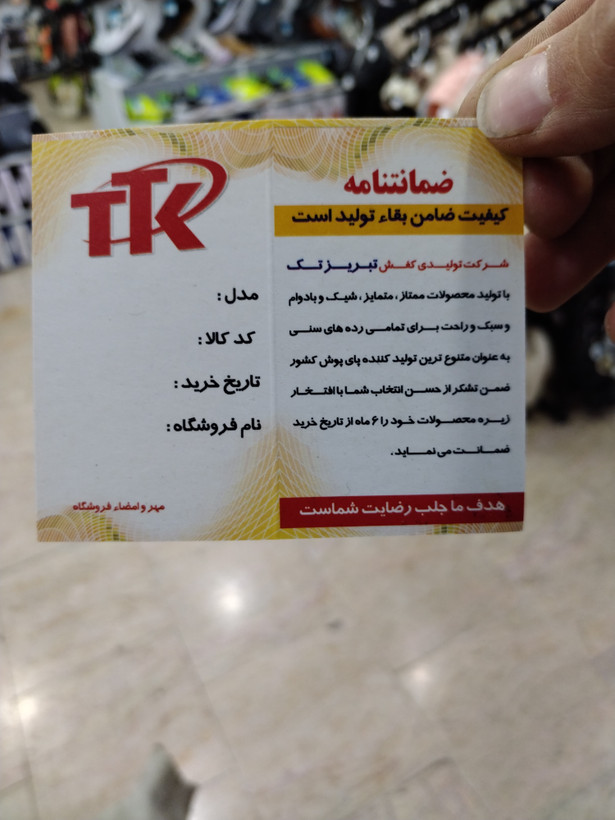 ضمانتنامه
کیفیت ضامن بقاء تولید است
شرکت تولیدی کفش تبریز تک
با تولید محصولات ممتاز، متمایز، شیک و بادوام
و سبک و راحت برای تمامی رده های سنی
به عنوان متنوع ترین تولید کننده پای پوش کشور
ضمن تشکر از حسن انتخاب شما با افتخار
زیره محصولات خود را ۶ ماه از تاریخ خرید
ضمانت می نماید.
هدف ما جلب رضایت شماست
TTK
مدل :
کد کالا :
تاریخ خرید :
نام فروشگاه :
مهر و امضاء فروشگاه